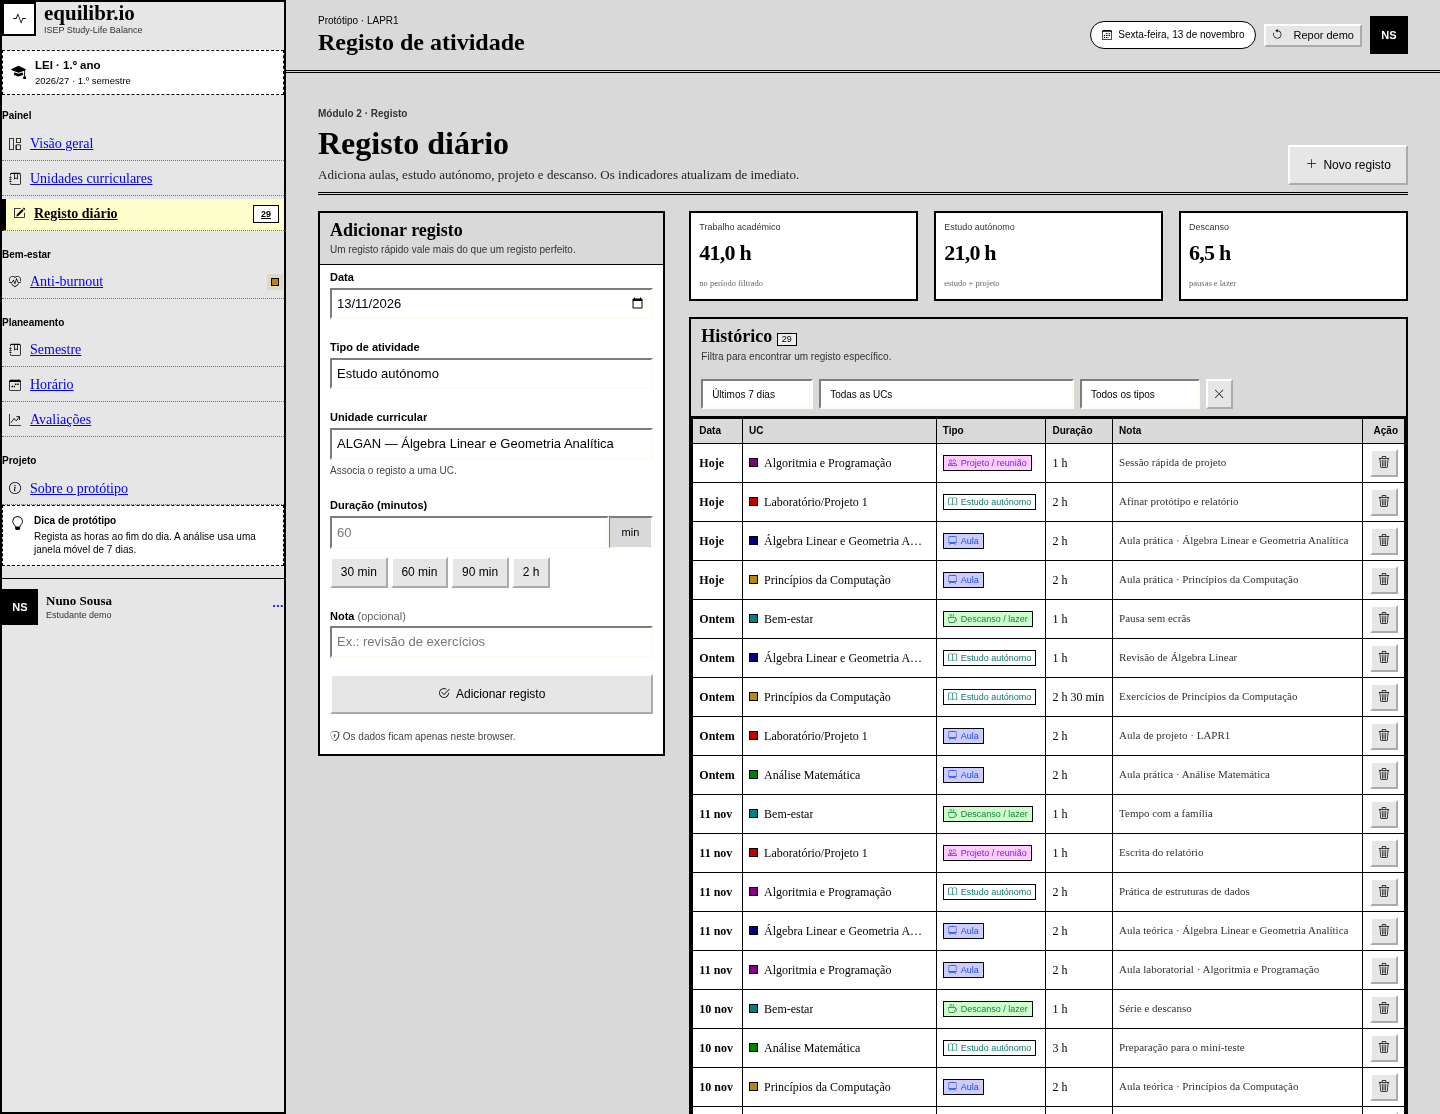 equilibr.io
ISEP Study-Life Balance
LEI · 1.º ano
2026/27 · 1.º semestre
Painel
Visão geral
Unidades curriculares
Registo diário 29
Bem-estar
Anti-burnout
Planeamento
Semestre
Horário
Avaliações
Projeto
Sobre o protótipo
Dica de protótipo
Regista as horas ao fim do dia. A análise usa uma
janela móvel de 7 dias.
NS Nuno Sousa
Estudante demo
Protótipo · LAPR1
Registo de atividade
Sexta-feira, 13 de novembro
Repor demo
NS
Módulo 2 · Registo
Registo diário
Adiciona aulas, estudo autónomo, projeto e descanso. Os indicadores atualizam de imediato.
Novo registo
Adicionar registo
Um registo rápido vale mais do que um registo perfeito.
Data
13/11/2026
Tipo de atividade
Estudo autónomo
Unidade curricular
ALGAN — Álgebra Linear e Geometria Analítica
Associa o registo a uma UC.
Duração (minutos)
60 min
30 min 60 min 90 min 2 h
Nota (opcional)
Ex.: revisão de exercícios
Adicionar registo
Os dados ficam apenas neste browser.
Trabalho académico
41,0 h
no período filtrado
Estudo autónomo
21,0 h
estudo + projeto
Descanso
6,5 h
pausas e lazer
Histórico 29
Filtra para encontrar um registo específico.
Últimos 7 dias Todas as UCs Todos os tipos
Data UC Tipo Duração Nota Ação
Hoje Algoritmia e Programação Projeto / reunião 1 h Sessão rápida de projeto
Hoje Laboratório/Projeto 1 Estudo autónomo 2 h Afinar protótipo e relatório
Hoje Álgebra Linear e Geometria A… Aula 2 h Aula prática · Álgebra Linear e Geometria Analítica
Hoje Princípios da Computação Aula 2 h Aula prática · Princípios da Computação
Ontem Bem-estar Descanso / lazer 1 h Pausa sem ecrãs
Ontem Álgebra Linear e Geometria A… Estudo autónomo 1 h Revisão de Álgebra Linear
Ontem Princípios da Computação Estudo autónomo 2 h 30 min Exercícios de Princípios da Computação
Ontem Laboratório/Projeto 1 Aula 2 h Aula de projeto · LAPR1
Ontem Análise Matemática Aula 2 h Aula prática · Análise Matemática
11 nov Bem-estar Descanso / lazer 1 h Tempo com a família
11 nov Laboratório/Projeto 1 Projeto / reunião 1 h Escrita do relatório
11 nov Algoritmia e Programação Estudo autónomo 2 h Prática de estruturas de dados
11 nov Álgebra Linear e Geometria A… Aula 2 h Aula teórica · Álgebra Linear e Geometria Analítica
11 nov Algoritmia e Programação Aula 2 h Aula laboratorial · Algoritmia e Programação
10 nov Bem-estar Descanso / lazer 1 h Série e descanso
10 nov Análise Matemática Estudo autónomo 3 h Preparação para o mini-teste
10 nov Princípios da Computação Aula 2 h Aula teórica · Princípios da Computação